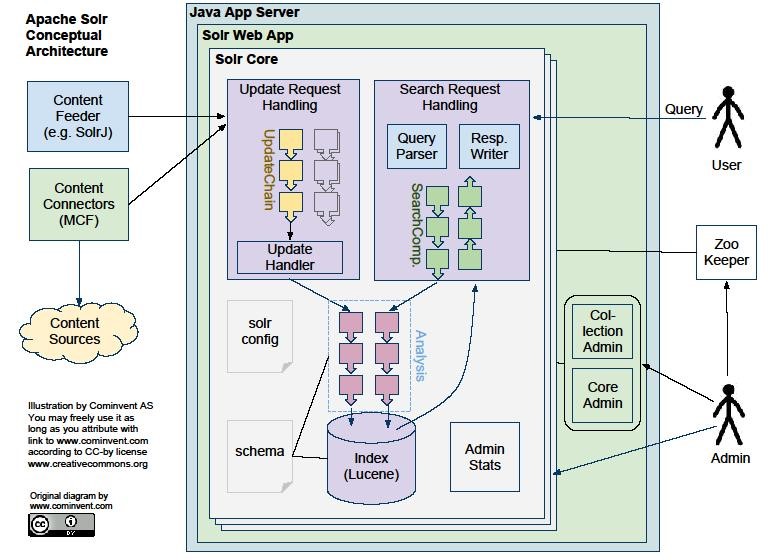 Apache Solr
Conceptual
Architecture
Java App Server
Solr Web App
Solr Core
Content
Feeder
(e.g. SolrJ)
Content
Connectors
(MCF)
Content
Sources
Update Request
Handling
UpdateChain
Update
Handler
Search Request
Handling
Query
Parser
Resp.
Writer
SearchComp.
Query
User
Zoo
Keeper
solr
config
Analysis
Col-
lection
Admin
Core
Admin
Admin
schema
Index
(Lucene)
Admin
Stats
Illustration by Cominvent AS
You may freely use it as
long as you attribute with
link to www.cominvent.com
according to CC-by license
www.creativecommons.org
Original diagram by
www.cominvent.com
cc
BY